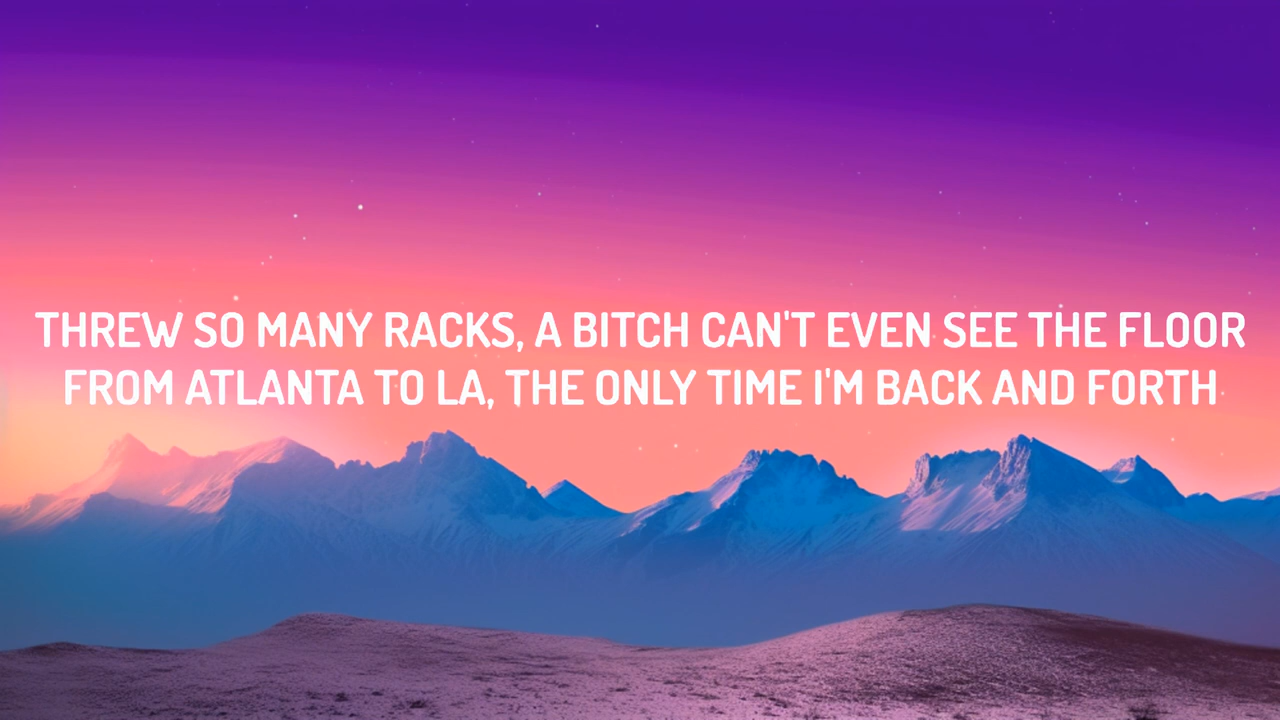 THREW SO MANY RACKS, A BITCH CAN'T EVEN SEE THE FLOOR
FROM ATLANTA TO LA, THE ONLY TIME I'M BACK AND FORTH